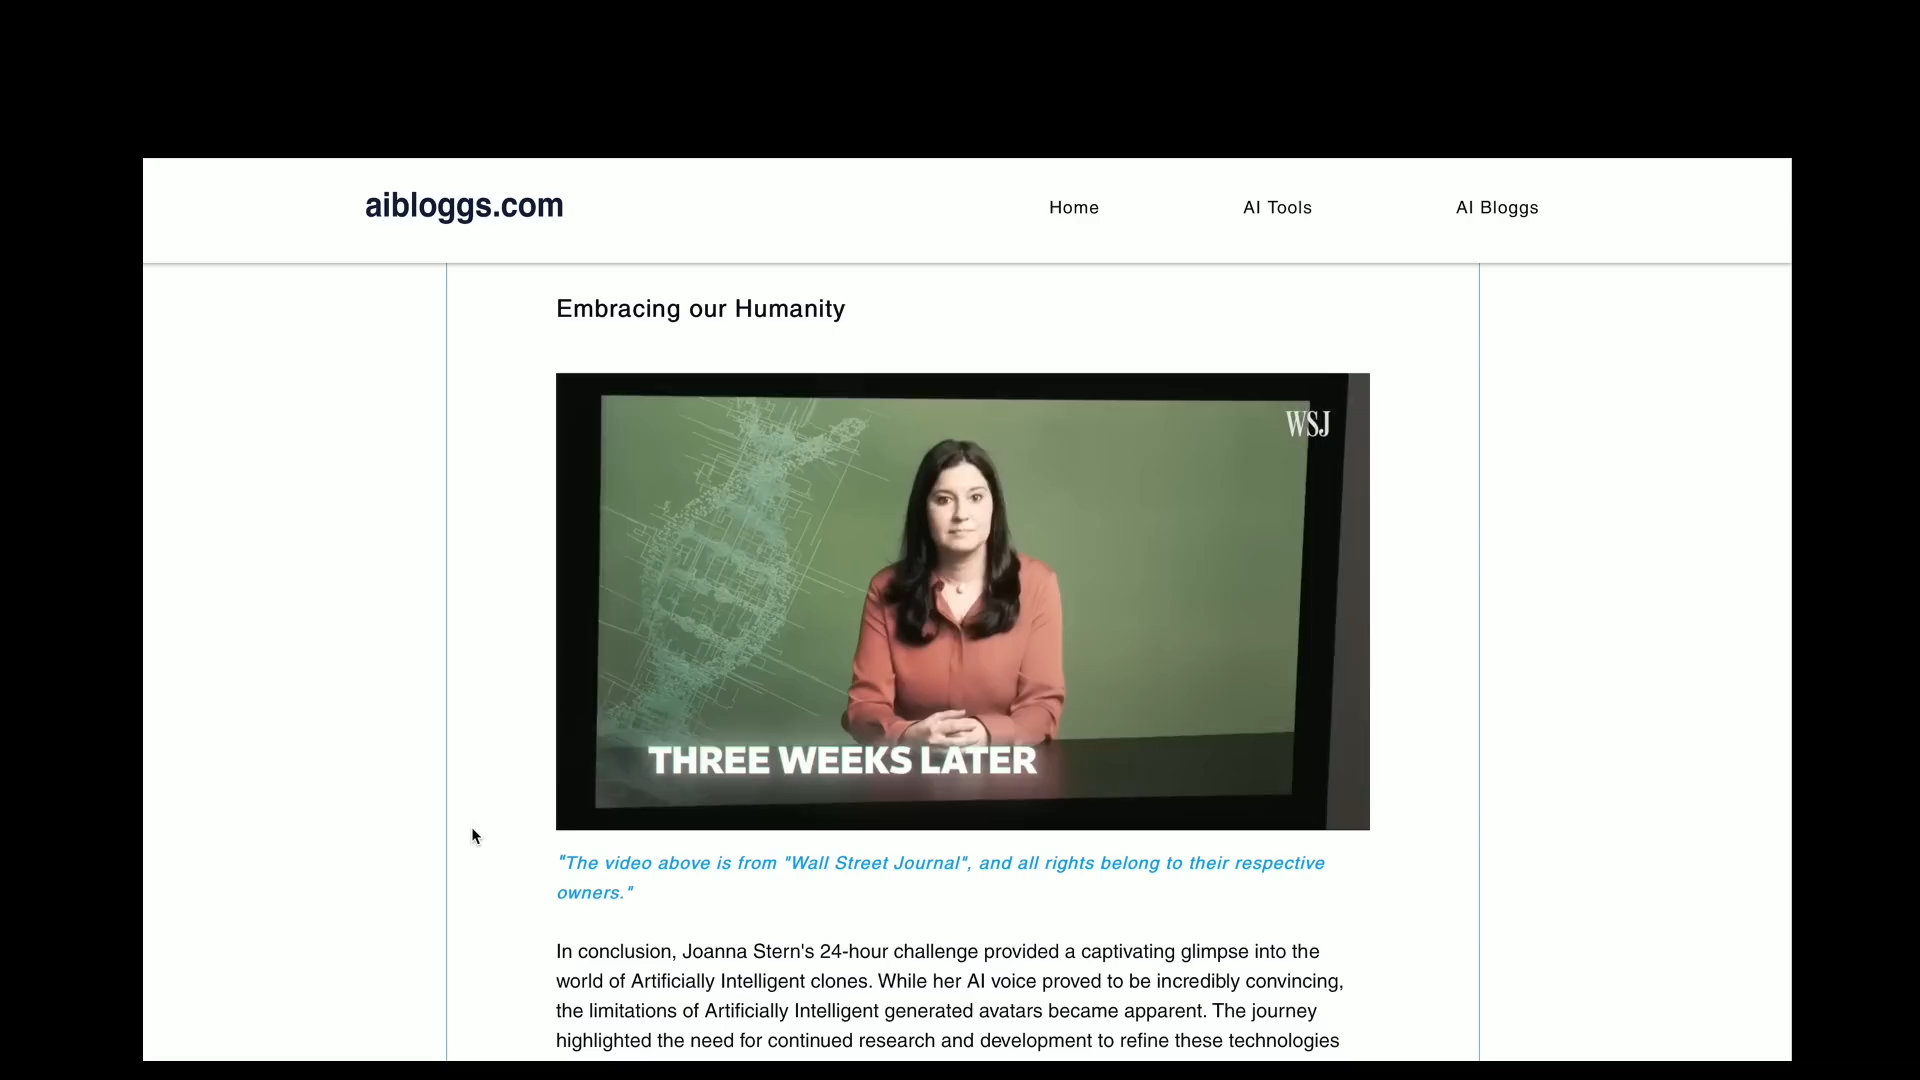 aibloggs.com
Home AI Tools AI Bloggs
Embracing our Humanity
WSJ
THREE WEEKS LATER
"The video above is from "Wall Street Journal", and all rights belong to their respective
owners."
In conclusion, Joanna Stern's 24-hour challenge provided a captivating glimpse into the
world of Artificially Intelligent clones. While her AI voice proved to be incredibly convincing,
the limitations of Artificially Intelligent generated avatars became apparent. The journey
highlighted the need for continued research and development to refine these technologies